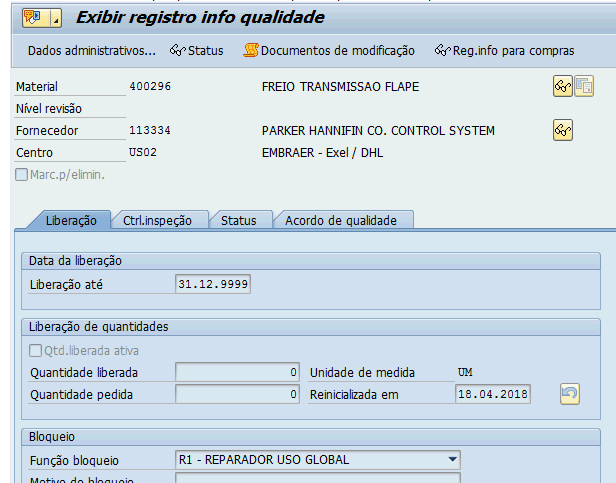 Exibir registro info qualidade
Dados administrativos... Status Documentos de modificação Reg.info para compras
Material 400296 FREIO TRANSMISSAO FLAPE
Nível revisão
Fornecedor 113334 PARKER HANNIFIN CO. CONTROL SYSTEM
Centro US02 EMBRAER - Exel / DHL
Marc.p/elimin.
Liberação Ctrl.inspeção Status Acordo de qualidade
Data da liberação
Liberação até 31.12.9999
Liberação de quantidades
Qtd.liberada ativa
Quantidade liberada 0 Unidade de medida UM
Quantidade pedida 0 Reinicializada em 18.04.2018
Bloqueio
Função bloqueio R1 - REPARADOR USO GLOBAL
Motivo do bloqueio